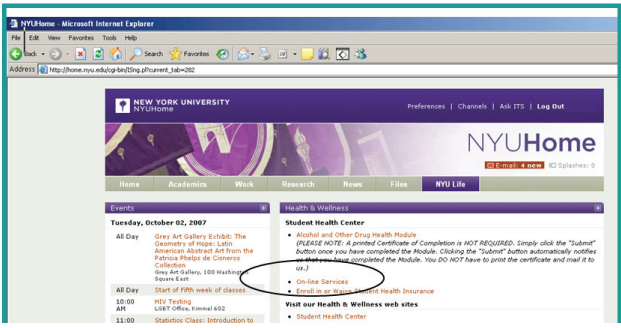 NYUHome - Microsoft Internet Explorer
File Edit View Favorites Tools Help
Back Search Favorites
Address http://home.nyu.edu/cgi-bin/ISng.pl?current_tab=282
NEW YORK UNIVERSITY
NYUHome
Preferences | Channels | Ask ITS | Log Out
NYUHome
E-mail: 4 new Splashes: 0
Home Academics Work Research News Files NYU Life
Events
Tuesday, October 02, 2007
All Day Grey Art Gallery Exhibit: The
Geometry of Hope: Latin
American Abstract Art from the
Patricia Phelps de Cisneros
Collection
Grey Art Gallery, 100 Washington
Square East
All Day Start of fifth week of classes
10:00 AM HIV Testing
LGBT Office, Kimmel 602
11:00 Statistics Class: Introduction to
Health & Wellness
Student Health Center
• Alcohol and Other Drug Health Module
(PLEASE NOTE: A printed Certificate of Completion is NOT REQUIRED. Simply click the "Submit"
button once you have completed the Module. Clicking the "Submit" button automatically notifies
us that you have completed the Module. You DO NOT have to print the certificate and mail it to
us.)
• On-line Services
• Enroll in or Waive Student Health Insurance
Visit our Health & Wellness web sites
• Student Health Center